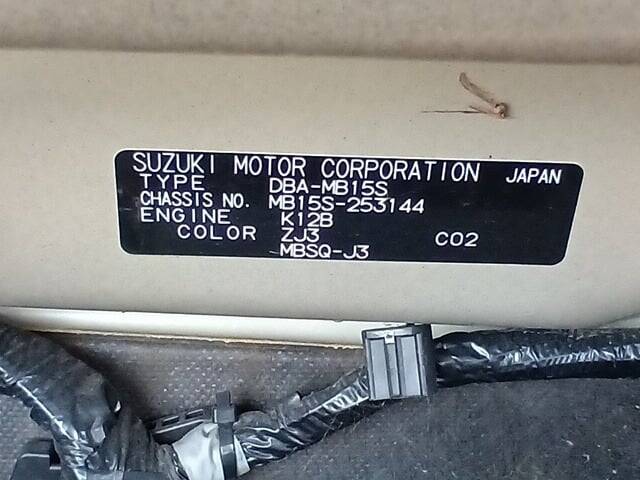 SUZUKI MOTOR CORPORATION JAPAN
TYPE DBA-MB15S
CHASSIS NO. MB15S-253144
ENGINE K12B
COLOR ZJ3 C02
MBSQ-J3